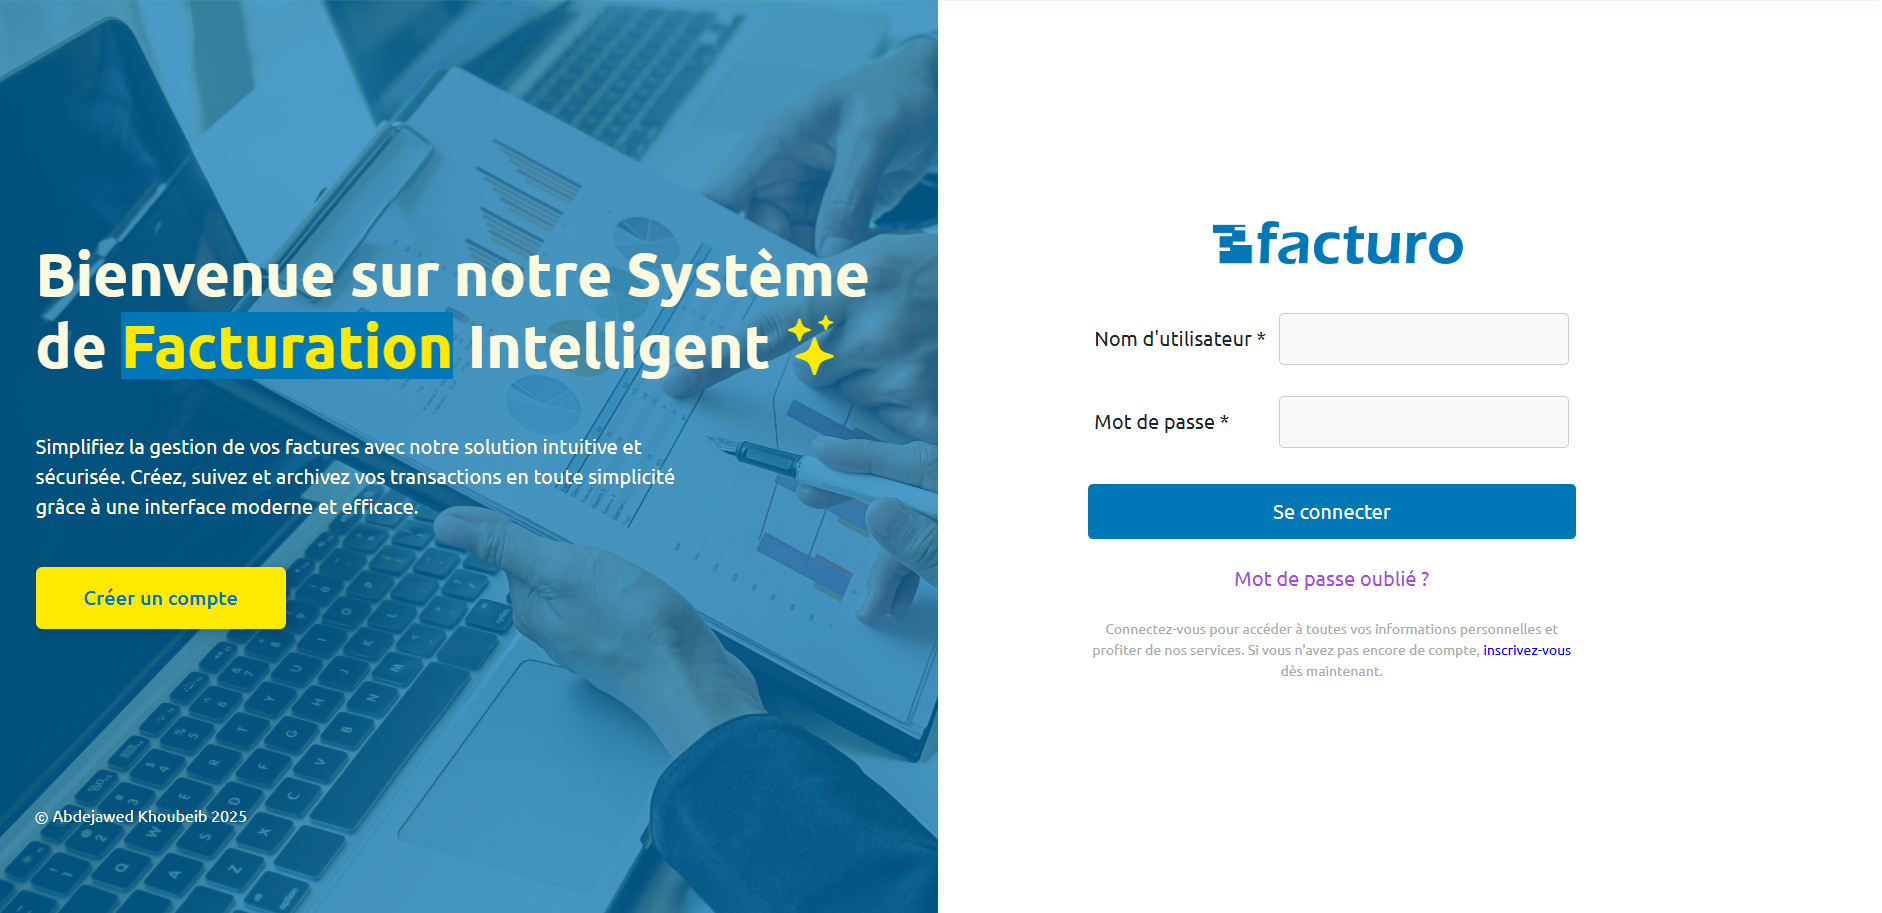 Bienvenue sur notre Système
de Facturation Intelligent ✨
Simplifiez la gestion de vos factures avec notre solution intuitive et
sécurisée. Créez, suivez et archivez vos transactions en toute simplicité
grâce à une interface moderne et efficace.
Créer un compte
© Abdejawed Khoubeib 2025
facturo
Nom d'utilisateur *
Mot de passe *
Se connecter
Mot de passe oublié ?
Connectez-vous pour accéder à toutes vos informations personnelles et
profiter de nos services. Si vous n'avez pas encore de compte, inscrivez-vous
dès maintenant.